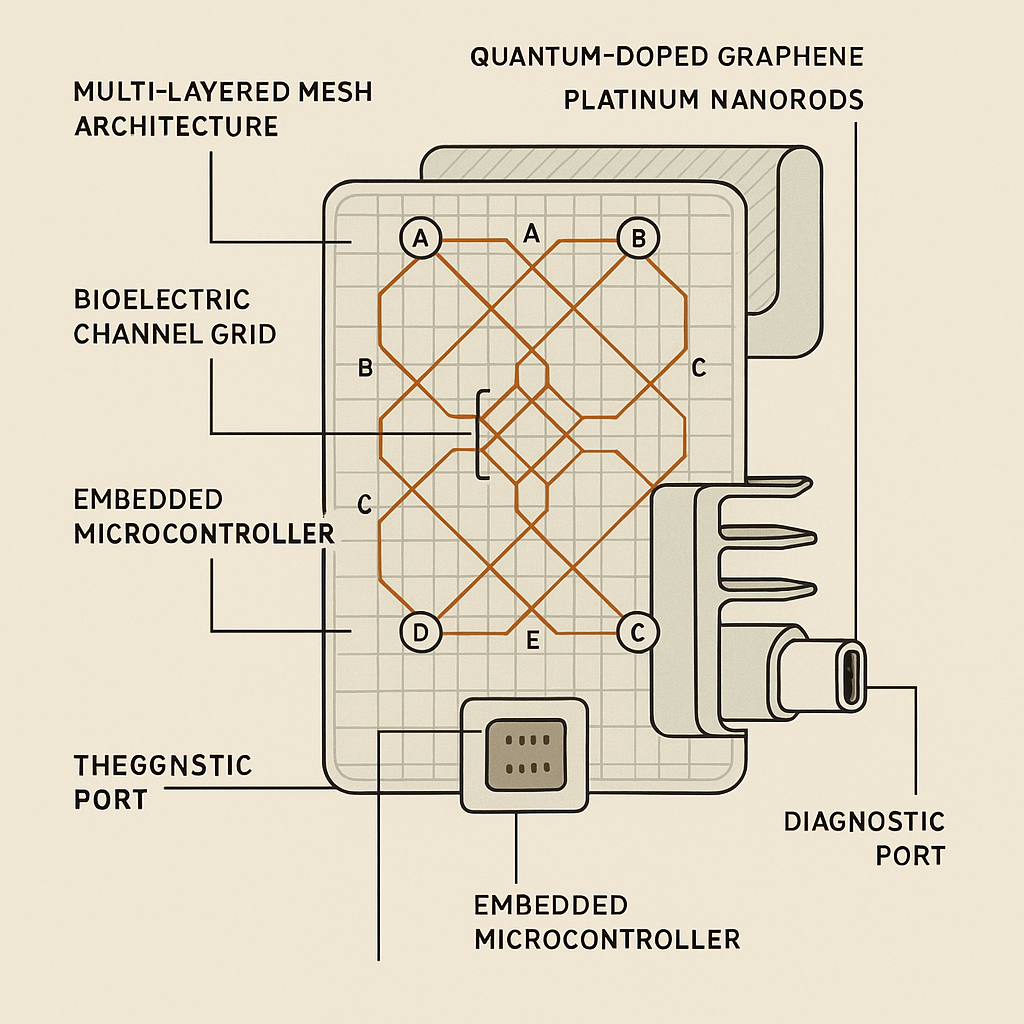 QUANTUM-DOPED GRAPHENE
PLATINUM NANORODS
MULTI-LAYERED MESH
ARCHITECTURE
A
A
B
BIOELECTRIC
CHANNEL GRID
B
C
EMBEDDED
MICROCONTROLLER
C
D
E
C
THEGGNSTIC
PORT
DIAGNOSTIC
PORT
EMBEDDED
MICROCONTROLLER